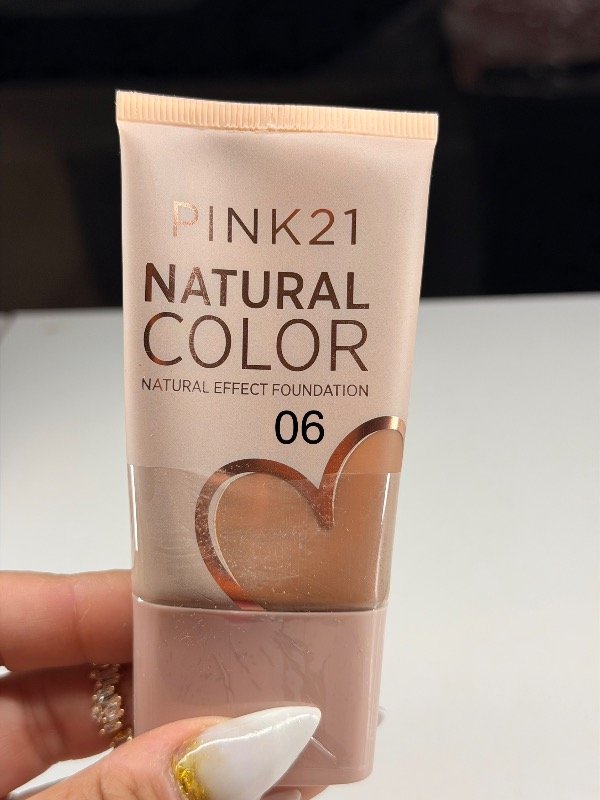 PINK21
NATURAL
COLOR
NATURAL EFFECT FOUNDATION
06